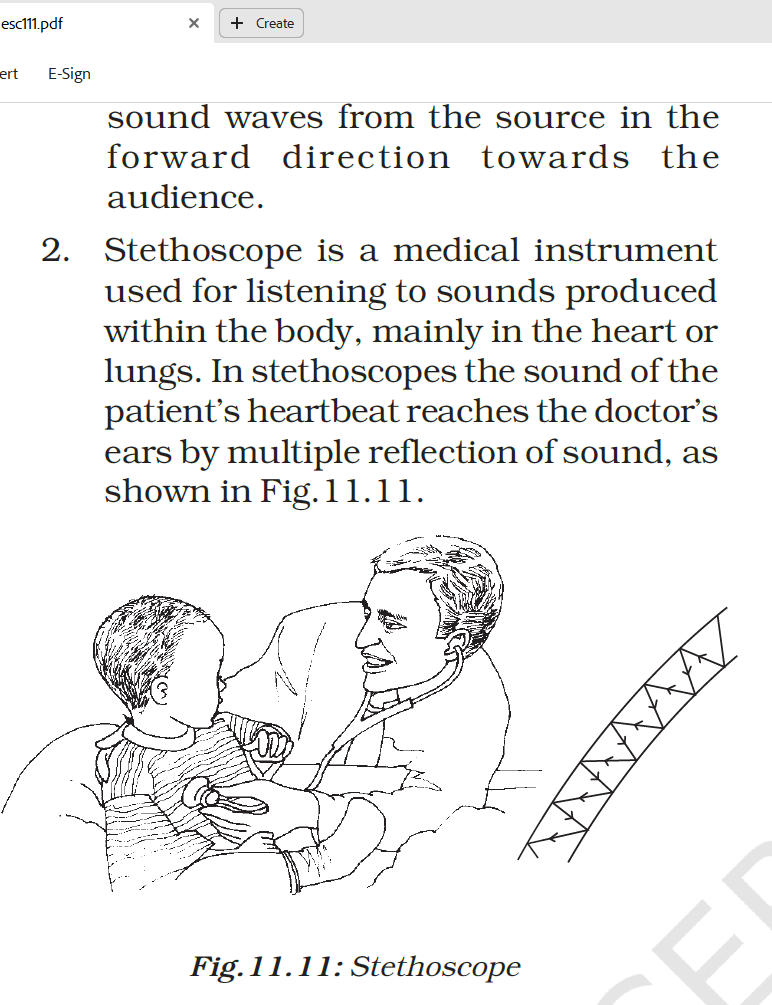 esc111.pdf
Create
ert E-Sign
sound waves from the source in the
forward direction towards the
audience.
2. Stethoscope is a medical instrument
used for listening to sounds produced
within the body, mainly in the heart or
lungs. In stethoscopes the sound of the
patient’s heartbeat reaches the doctor’s
ears by multiple reflection of sound, as
shown in Fig.11.11.
Fig.11.11: Stethoscope